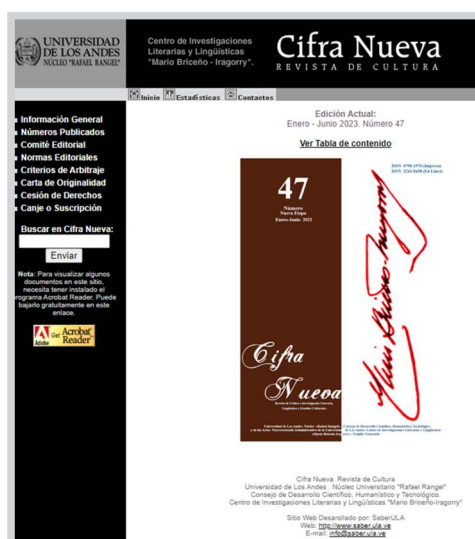 UNIVERSIDAD
DE LOS ANDES
NÚCLEO "RAFAEL RANGEL"
Centro de Investigaciones
Literarias y Lingüísticas
"Mario Briceño - Iragorry".
Cifra Nueva
REVISTA DE CULTURA
Inicio Estadísticas Contactos
Información General
Números Publicados
Comité Editorial
Normas Editoriales
Criterios de Arbitraje
Carta de Originalidad
Cesión de Derechos
Canje o Suscripción
Buscar en Cifra Nueva:
Enviar
Nota: Para visualizar algunos
documentos en este sitio,
necesita tener instalado el
programa Acrobat Reader. Puede
bajarlo gratuitamente en este
enlace.
Adobe Get Acrobat Reader
Edición Actual:
Enero - Junio 2023. Número 47
Ver Tabla de contenido
47
Número
Nueva Etapa
Enero-Junio 2023
Cifra
Nueva
Cifra Nueva. Revista de Cultura
Universidad de Los Andes . Núcleo Universitario "Rafael Rangel"
Consejo de Desarrollo Científico, Humanístico y Tecnológico.
Centro de Investigaciones Literarias y Lingüísticas "Mario Briceño-Iragorry"
Sitio Web Desarollado por: SaberULA
Web: http://www.saber.ula.ve
E-mail: info@saber.ula.ve